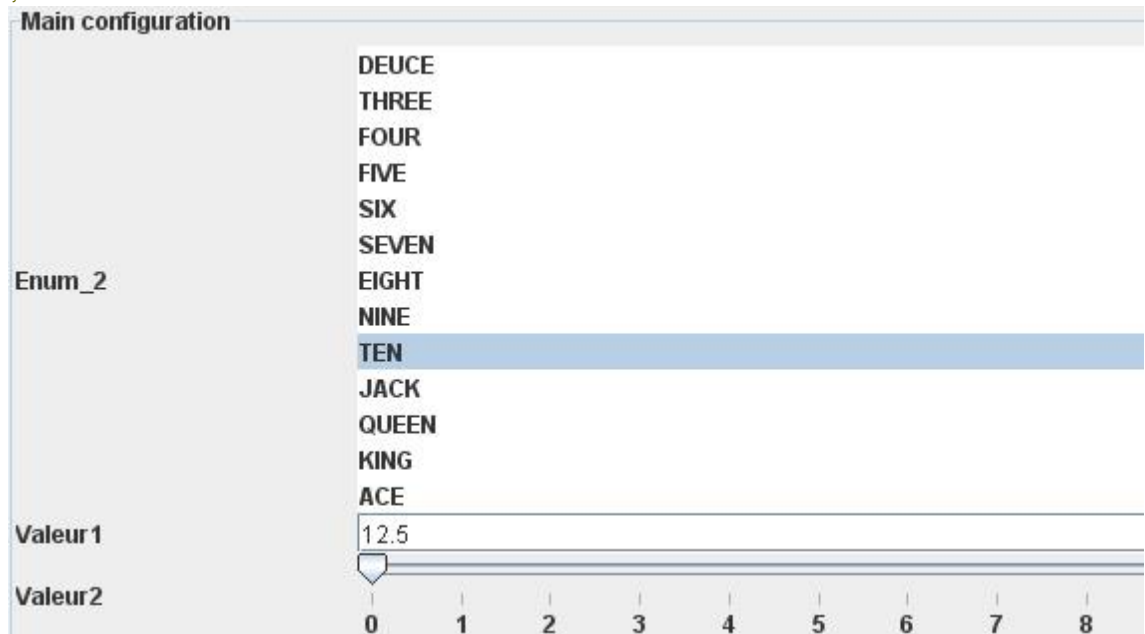 Main configuration
DEUCE
THREE
FOUR
FIVE
SIX
SEVEN
Enum_2
EIGHT
NINE
TEN
JACK
QUEEN
KING
ACE
Valeur1
12.5
Valeur2
0 1 2 3 4 5 6 7 8